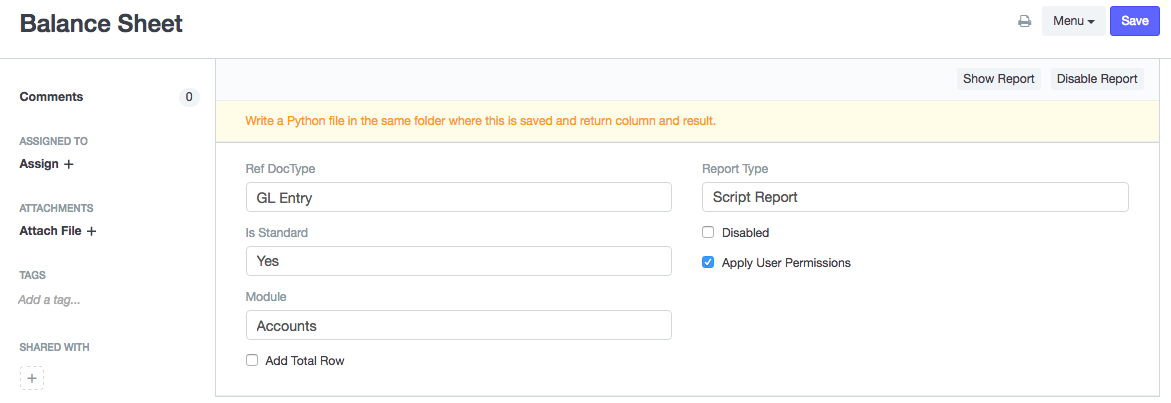 Balance Sheet
Menu
Save
Comments
0
ASSIGNED TO
Assign +
ATTACHMENTS
Attach File +
TAGS
Add a tag...
SHARED WITH
+
Show Report
Disable Report
Write a Python file in the same folder where this is saved and return column and result.
Ref DocType
GL Entry
Is Standard
Yes
Module
Accounts
Add Total Row
Report Type
Script Report
Disabled
Apply User Permissions